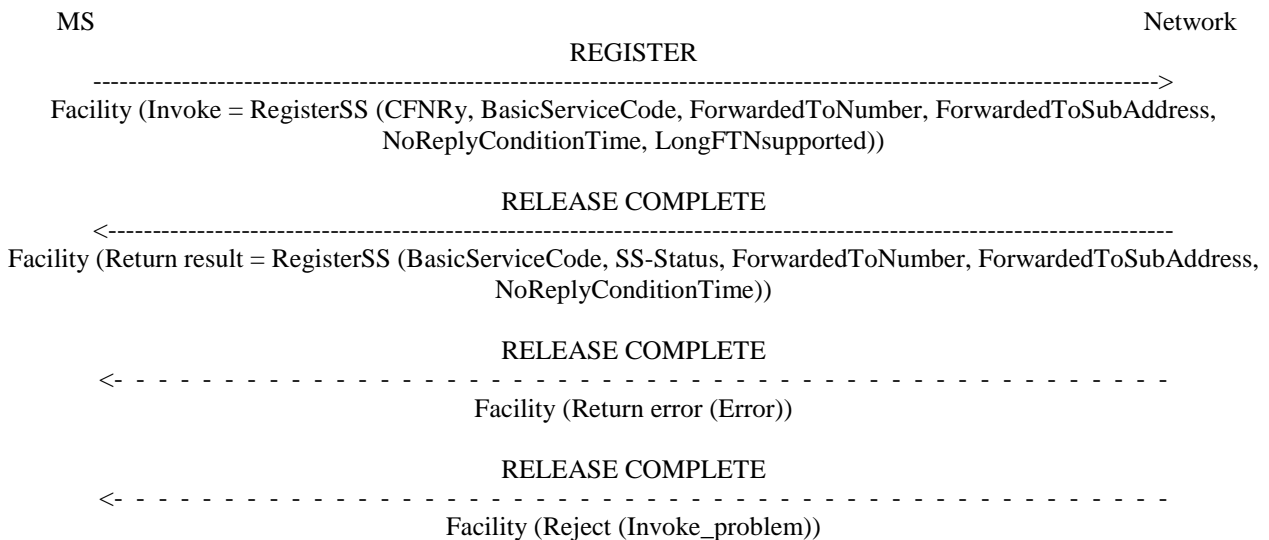 MS Network
REGISTER
Facility (Invoke = RegisterSS (CFNRy, BasicServiceCode, ForwardedToNumber, ForwardedToSubAddress,
NoReplyConditionTime, LongFTNsupported))
RELEASE COMPLETE
Facility (Return result = RegisterSS (BasicServiceCode, SS-Status, ForwardedToNumber, ForwardedToSubAddress,
NoReplyConditionTime))
RELEASE COMPLETE
Facility (Return error (Error))
RELEASE COMPLETE
Facility (Reject (Invoke_problem))